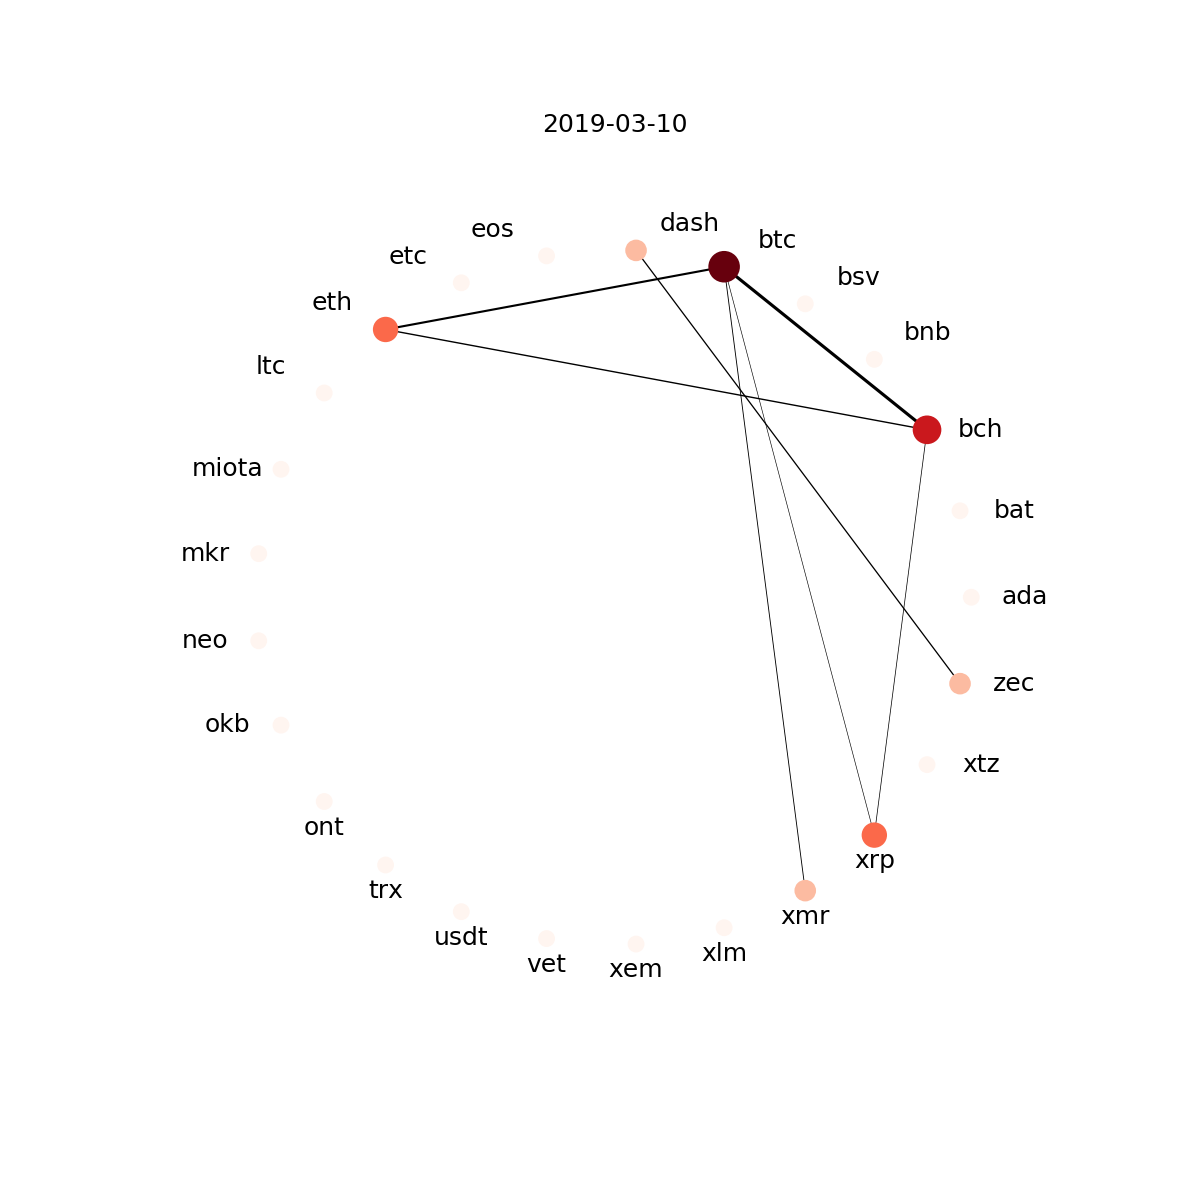 2019-03-10
dash
eos
btc
etc
bsv
eth
bnb
ltc
bch
miota
bat
mkr
ada
neo
zec
okb
xtz
ont
xrp
trx
xmr
usdt
xlm
vet
xem